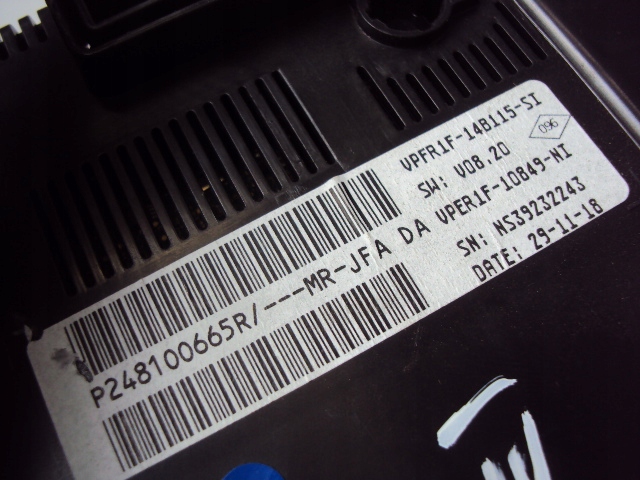 VPFR1F-14B115-SI
SW: V08.20
096
P248100665R/---MR-JFA DA VPER1F-10849-NI
SN: NS39232243
DATE: 29-11-18